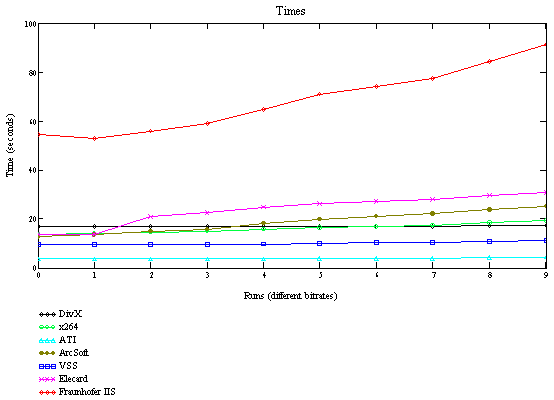 Times
100
80
60
40
20
0
Time (seconds)
0 1 2 3 4 5 6 7 8 9
Runs (different bitrates)
DivX
x264
ATI
ArcSoft
VSS
Elecard
Fraunhofer IIS